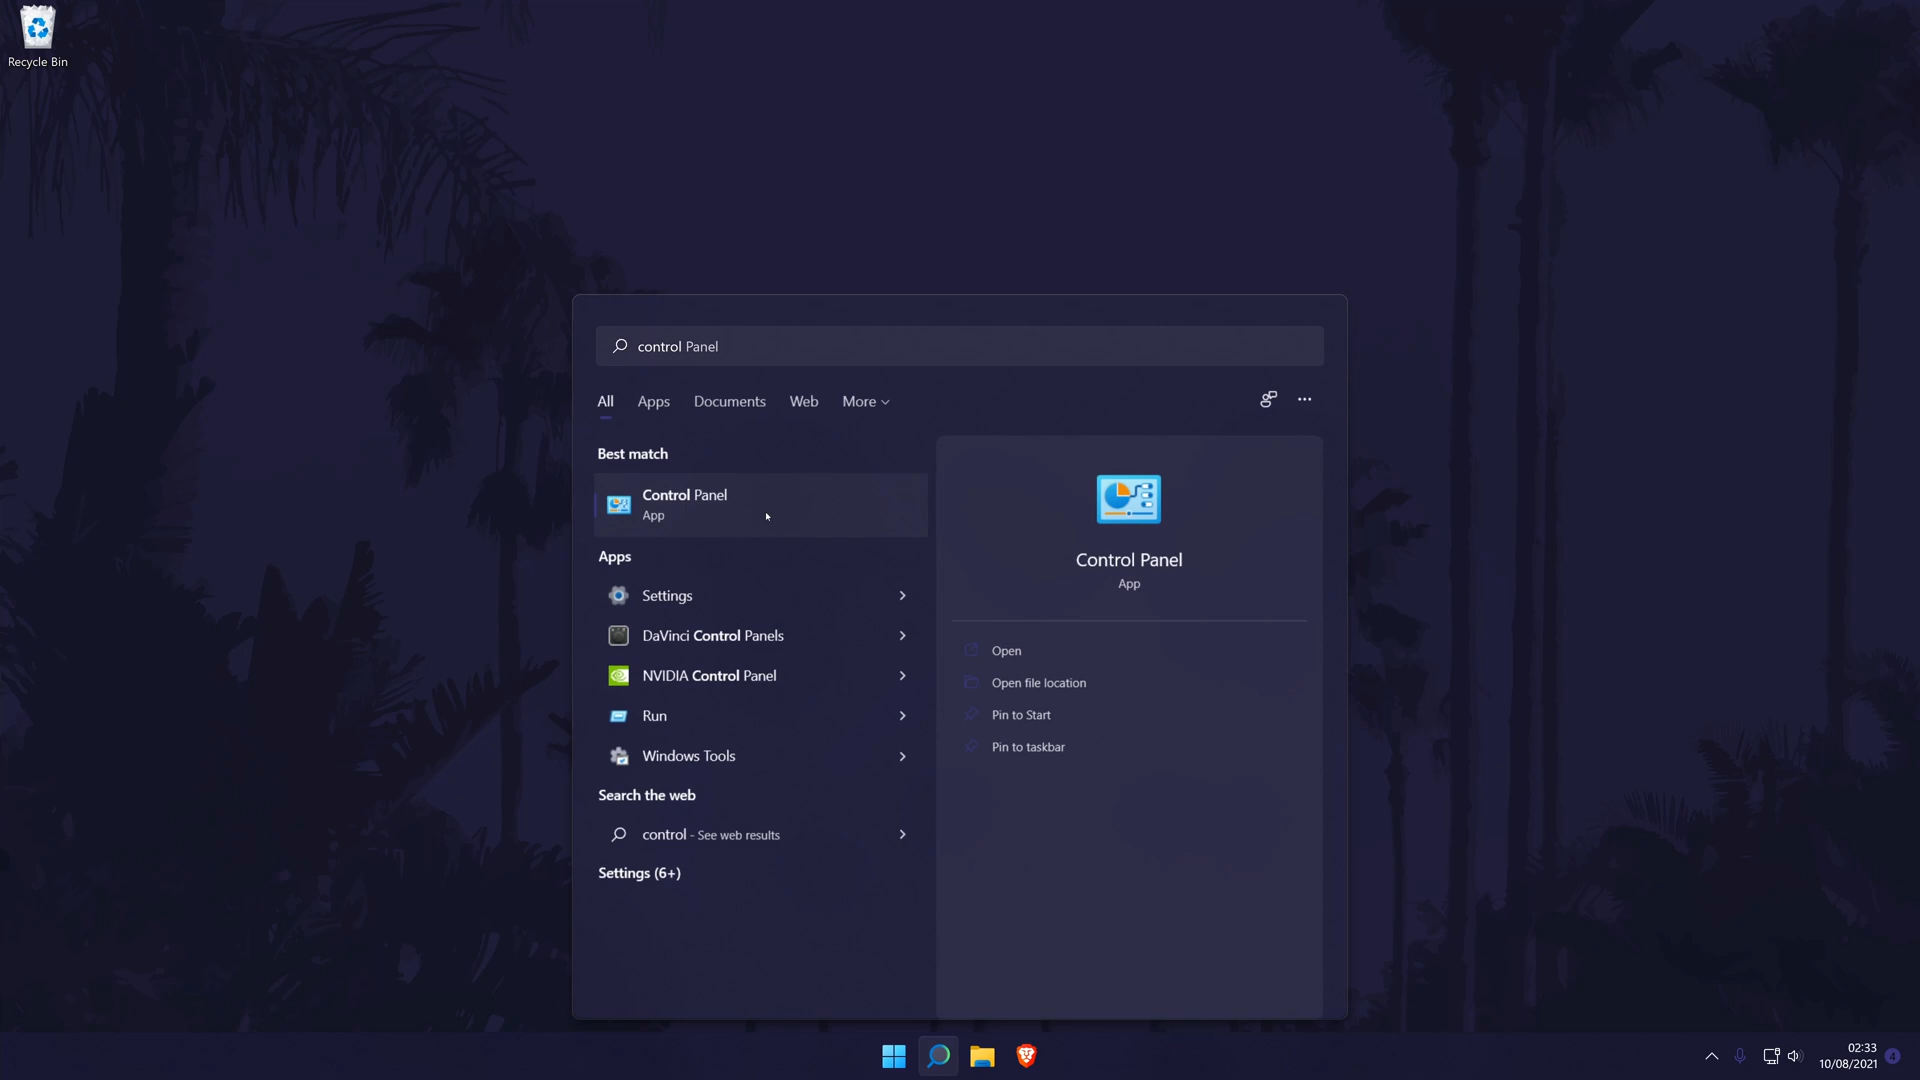 Recycle Bin
control Panel
All Apps Documents Web More
Best match
Control Panel
App
Apps
Settings
DaVinci Control Panels
NVIDIA Control Panel
Run
Windows Tools
Search the web
control - See web results
Settings (6+)
Control Panel
App
Open
Open file location
Pin to Start
Pin to taskbar
02:33
10/08/2021
4